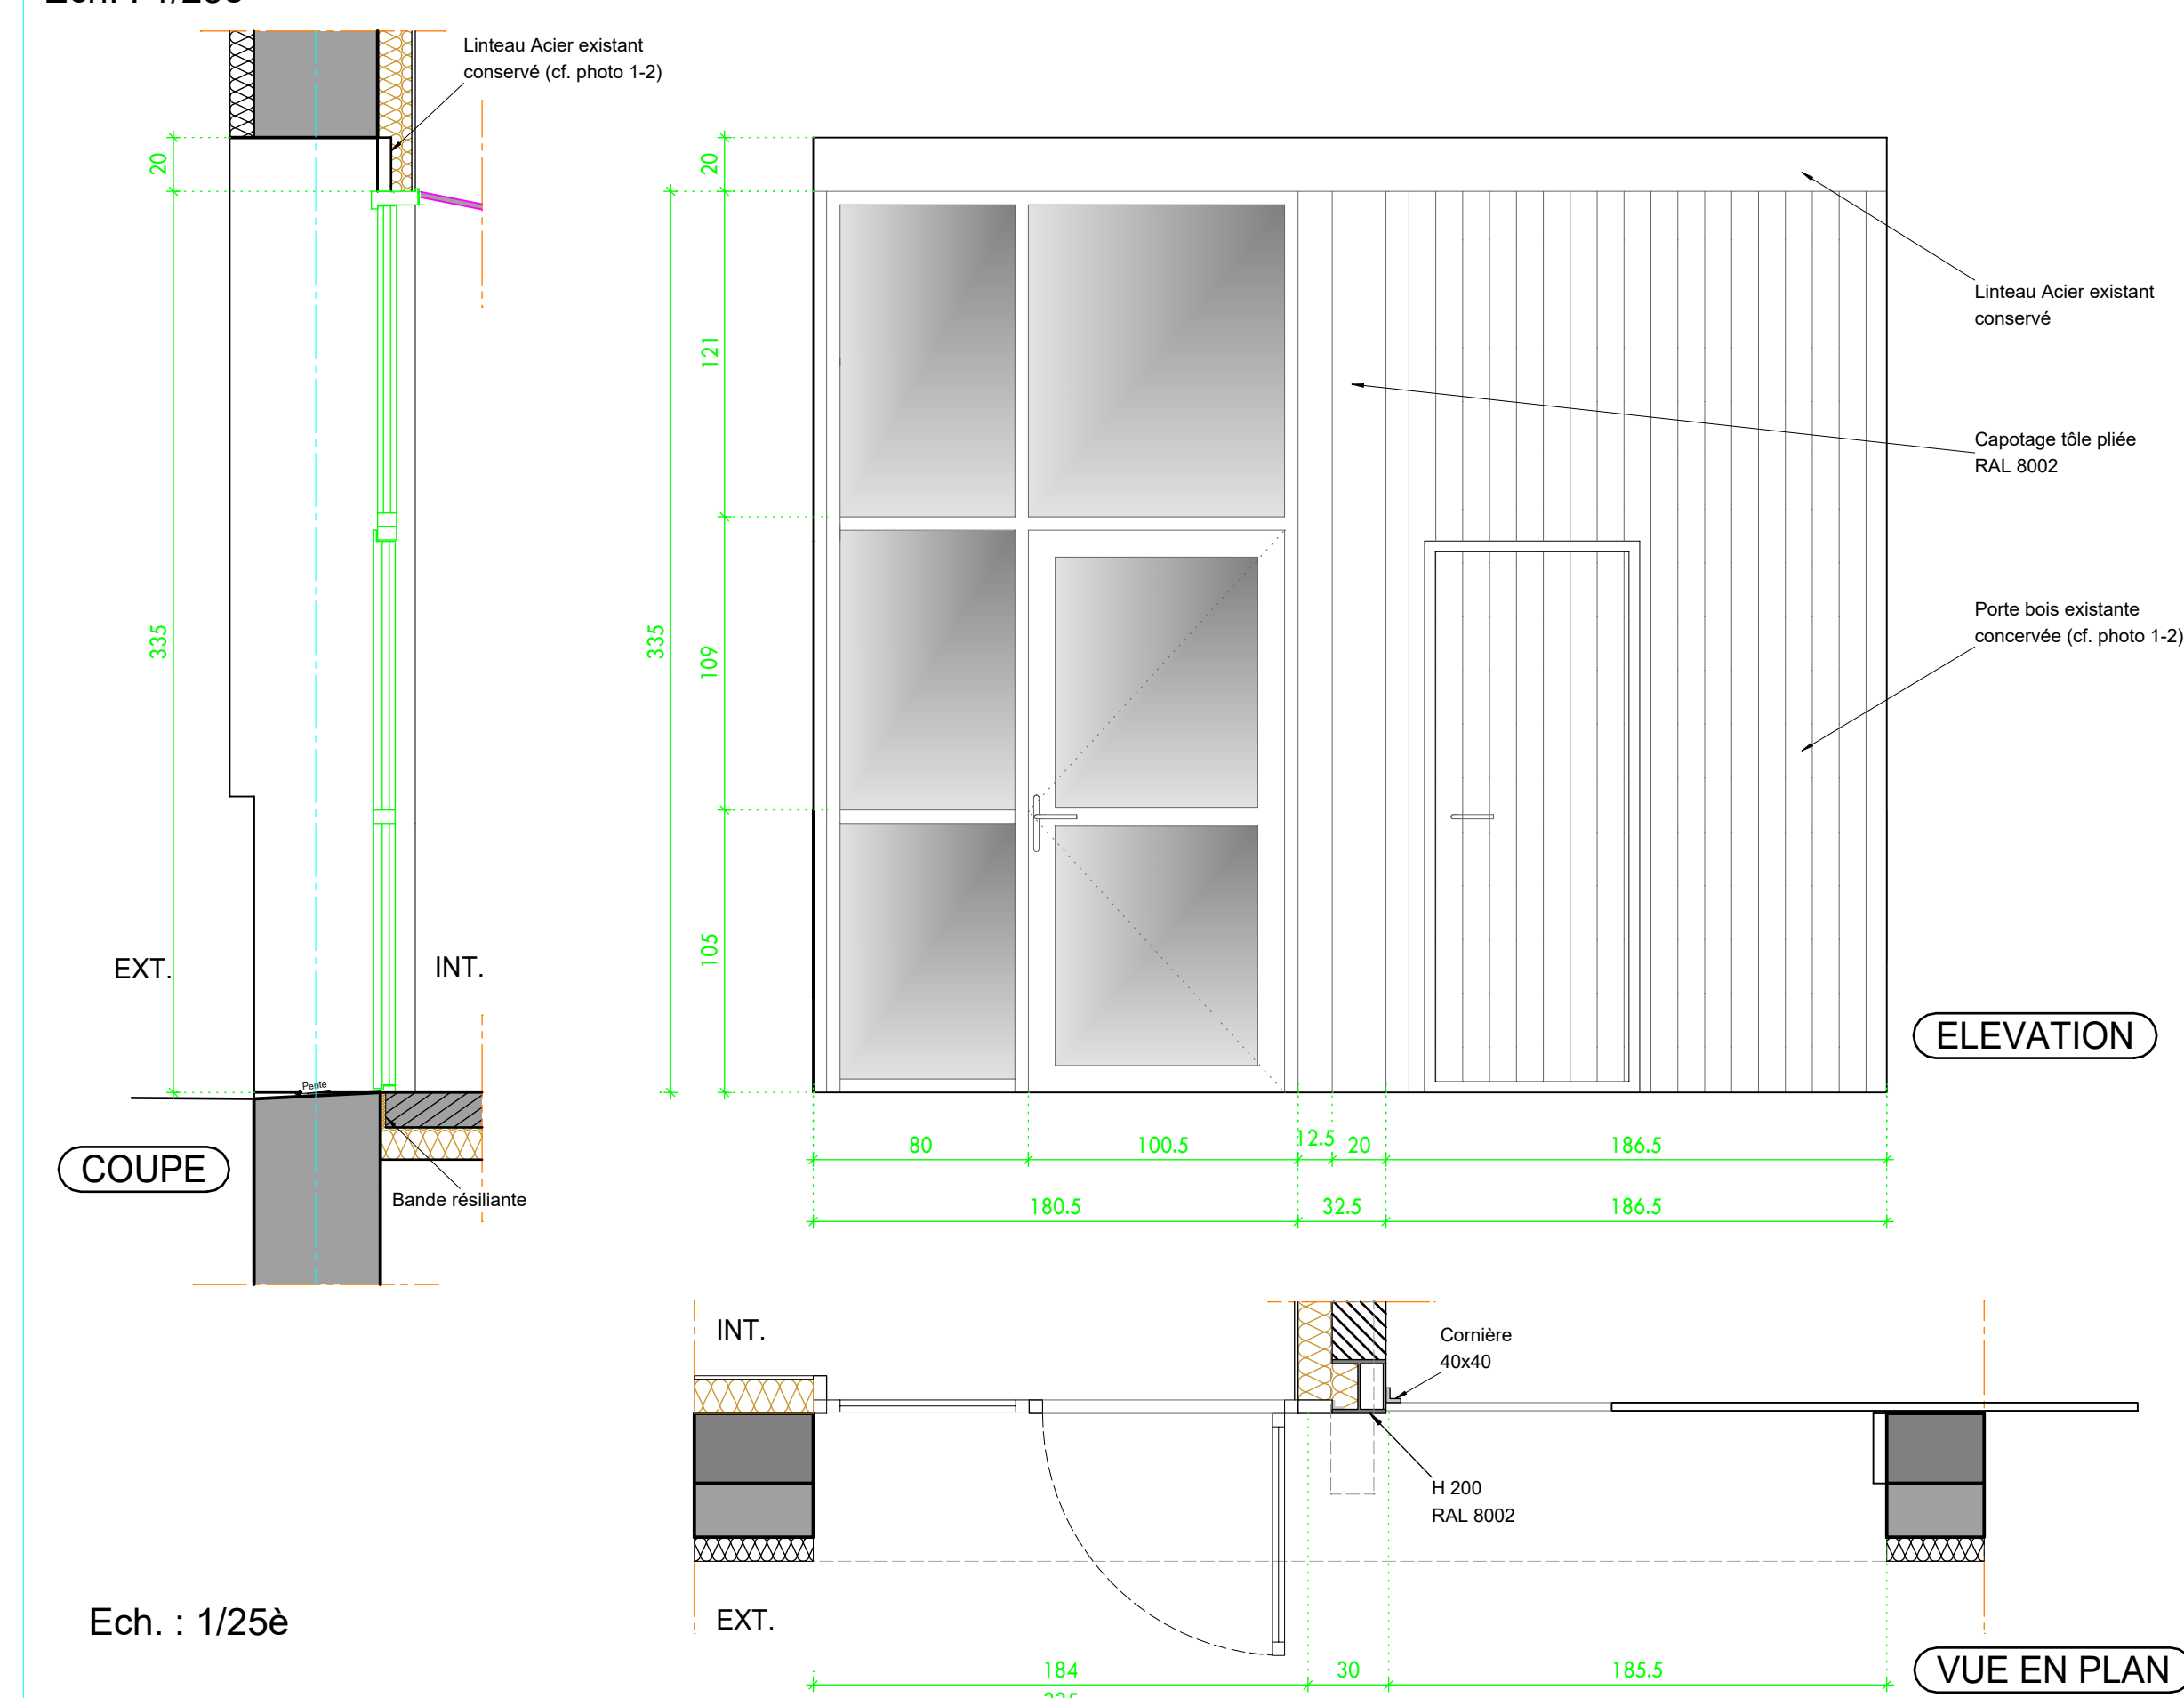 Linteau Acier existant
conservé (cf. photo 1-2)
20
335
EXT.
INT.
Pente
COUPE
Bande résiliante
20
335
121
109
105
Linteau Acier existant
conservé
Capotage tôle pliée
RAL 8002
Porte bois existante
concervée (cf. photo 1-2)
ELEVATION
80
100.5
12.5
20
186.5
180.5
32.5
186.5
INT.
Cornière
40x40
H 200
RAL 8002
EXT.
Ech. : 1/25è
184
30
185.5
VUE EN PLAN